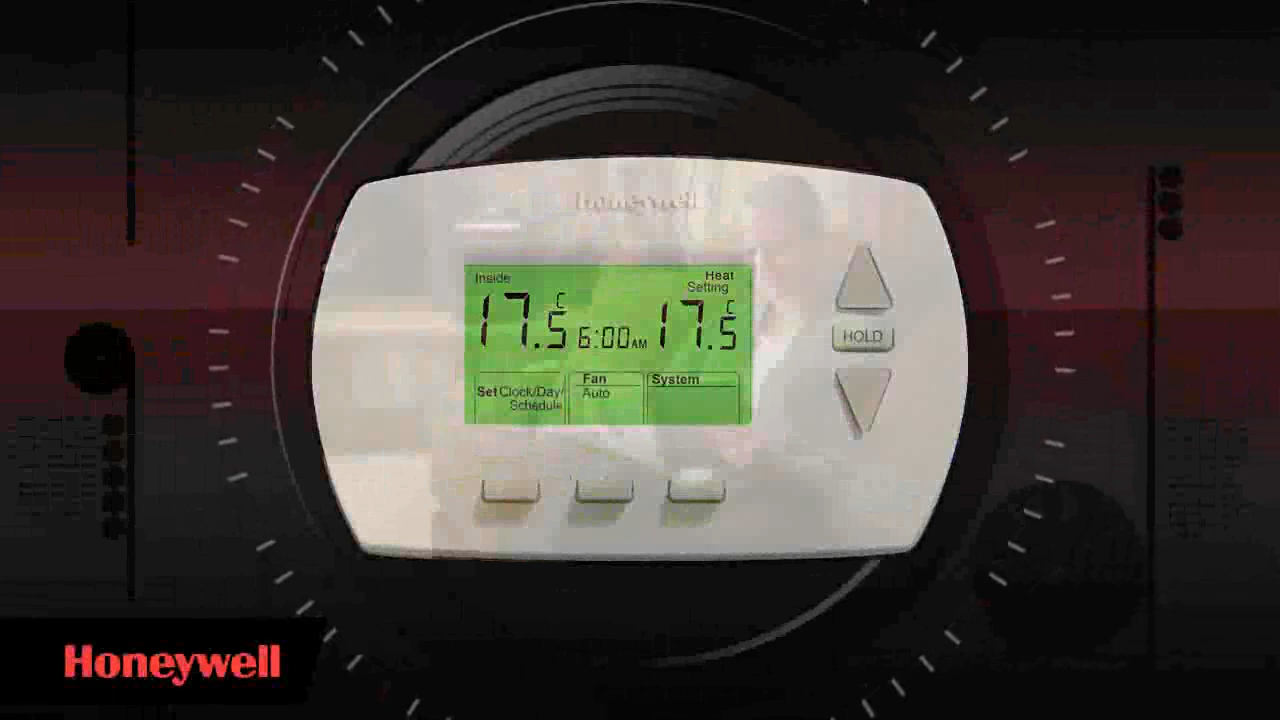 Honeywell
Inside
Heat
Setting
17.5 C
6:00 AM
17.5 C
HOLD
Set Clock/Day/
Schedule
Fan
Auto
System
Honeywell